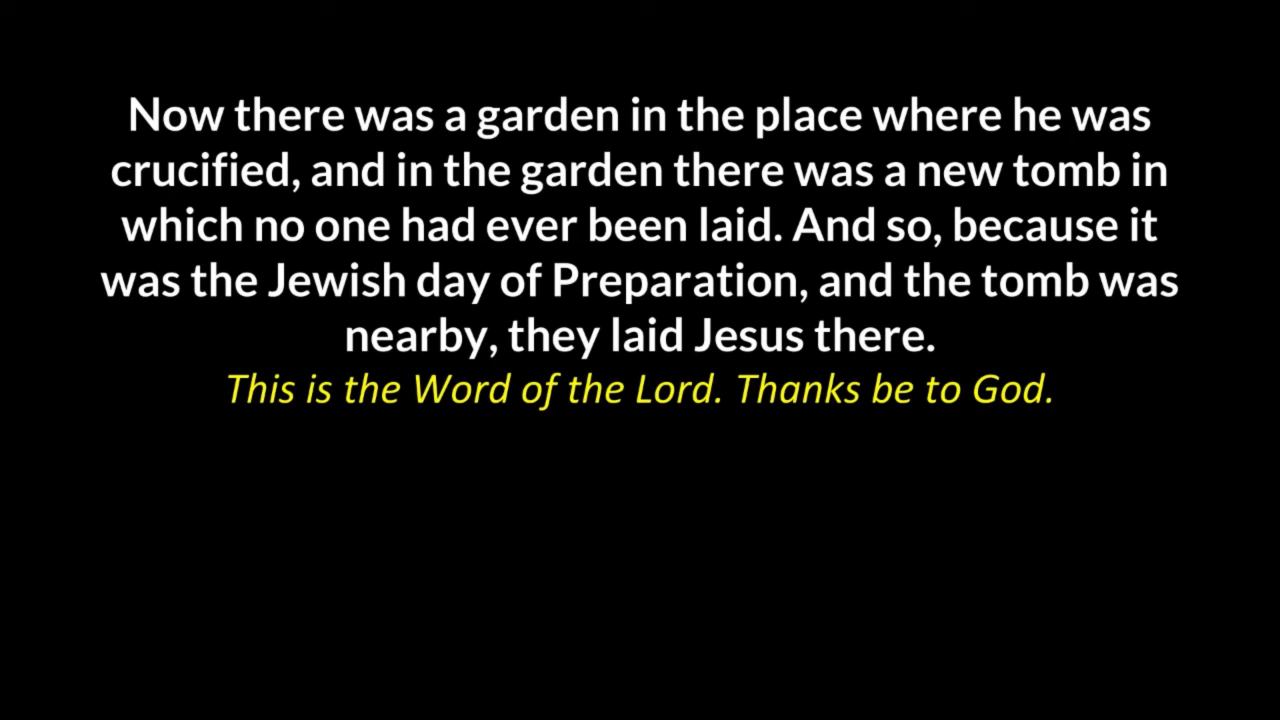 Now there was a garden in the place where he was
crucified, and in the garden there was a new tomb in
which no one had ever been laid. And so, because it
was the Jewish day of Preparation, and the tomb was
nearby, they laid Jesus there.
This is the Word of the Lord. Thanks be to God.